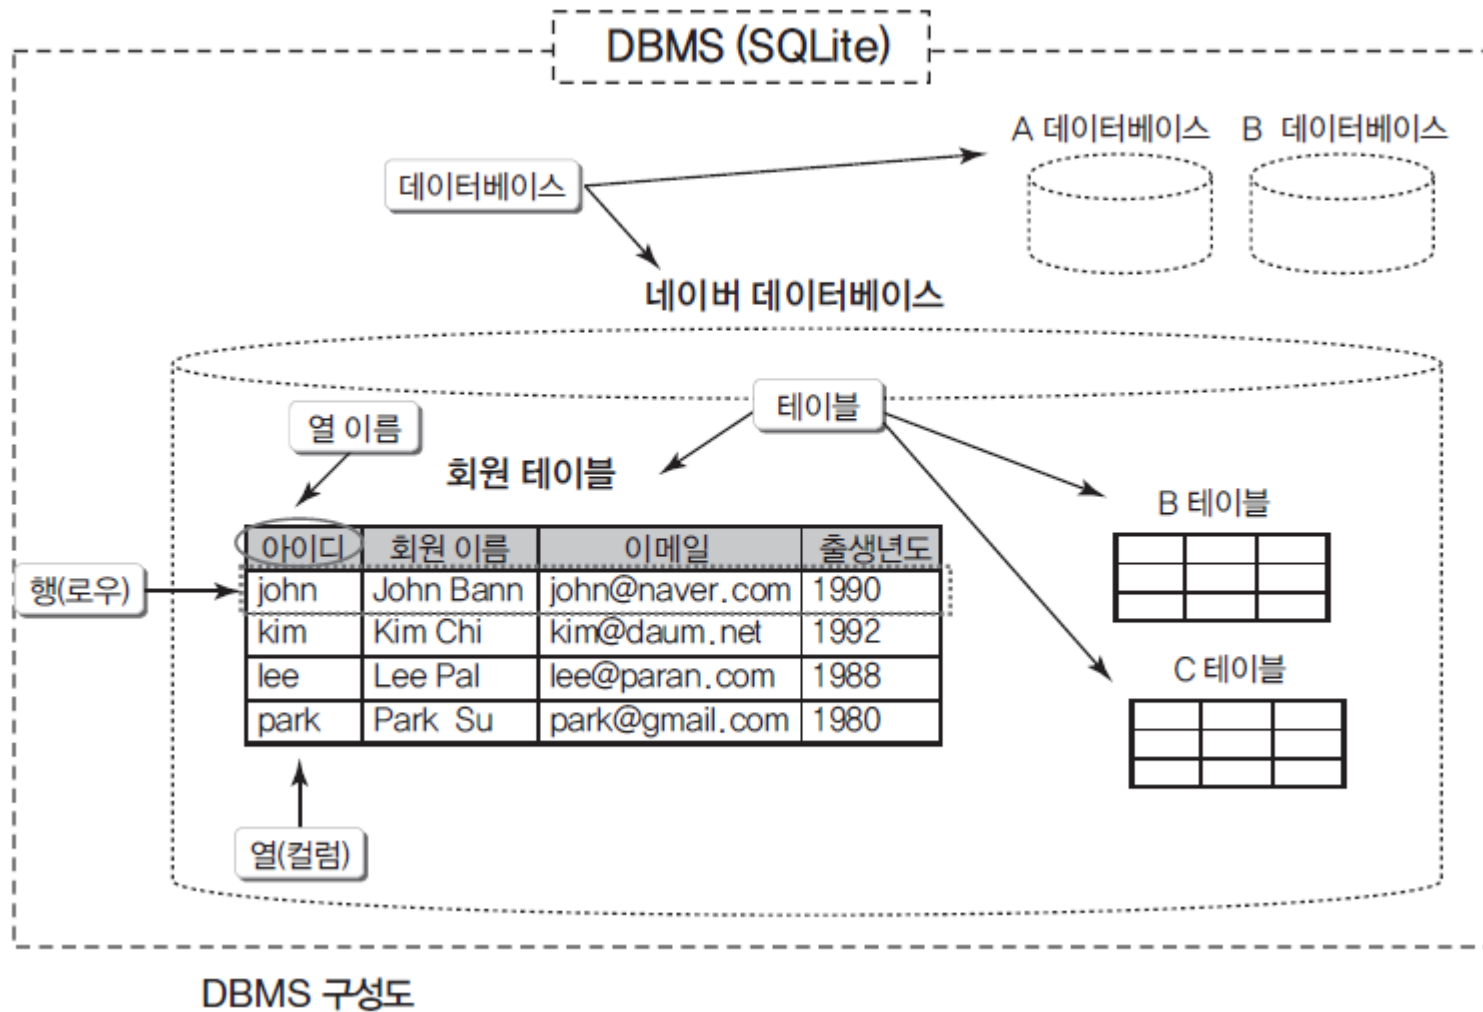 DBMS (SQLite)
A 데이터베이스 B 데이터베이스
데이터베이스
네이버 데이터베이스
테이블
열 이름
회원 테이블
B 테이블
아이디 회원 이름 이메일 출생년도
행(로우)
john John Bann john@naver.com 1990
kim Kim Chi kim@daum.net 1992
lee Lee Pal lee@paran.com 1988
C 테이블
park Park Su park@gmail.com 1980
열(컬럼)
DBMS 구성도